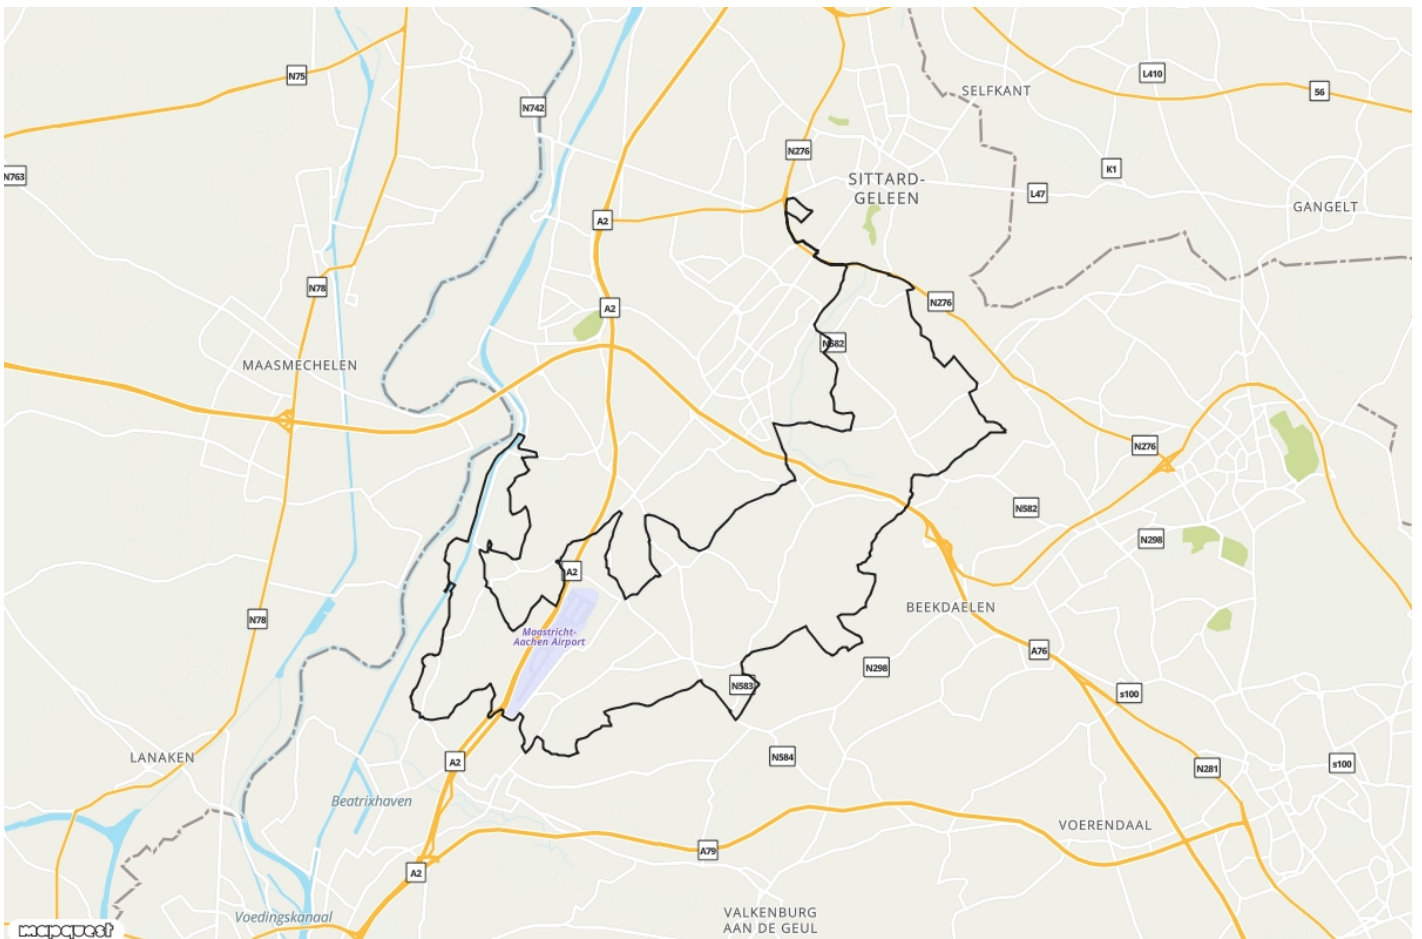 N75
N742
L410
SELFKANT
56
N276
N763
K1
SITTARD-
GELEEN
L47
GANGELT
A2
N78
N276
A2
N582
MAASMECHELEN
N276
N582
N298
A2
BEEKDAELEN
N78
Maastricht-
Aachen Airport
A76
N298
N583
s100
LANAKEN
N584
A2
s100
N281
Beatrixhaven
VOERENDAAL
A79
A2
VALKENBURG
AAN DE GEUL
Voedingskanaal
mapquest